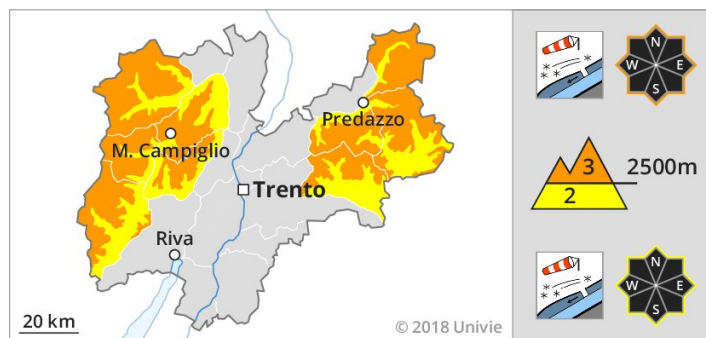 N
W E
S
Predazzo
M. Campiglio
3 2500m
2
Trento
Riva
N
W E
S
20 km
© 2018 Univie